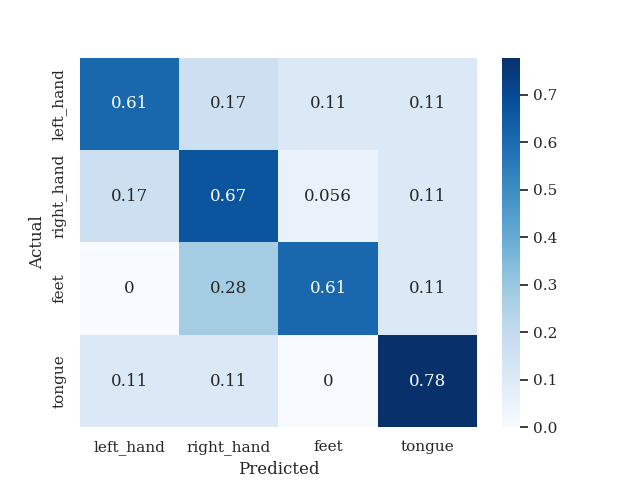 Actual
left_hand 0.61 0.17 0.11 0.11
right_hand 0.17 0.67 0.056 0.11
feet 0 0.28 0.61 0.11
tongue 0.11 0.11 0 0.78
left_hand right_hand feet tongue
Predicted
0.7
0.6
0.5
0.4
0.3
0.2
0.1
0.0